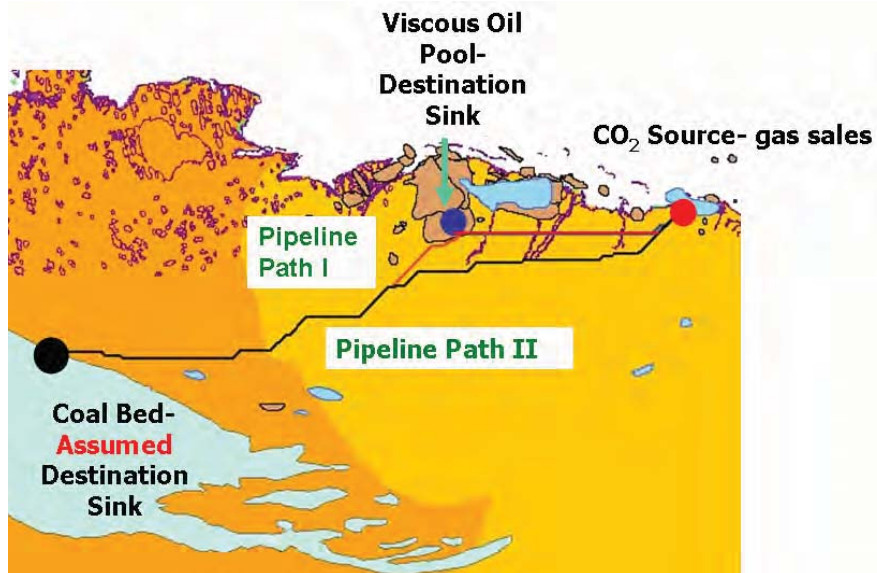 Viscous Oil
Pool-
Destination
Sink
CO₂ Source- gas sales
Pipeline
Path I
Pipeline Path II
Coal Bed-
Assumed
Destination
Sink